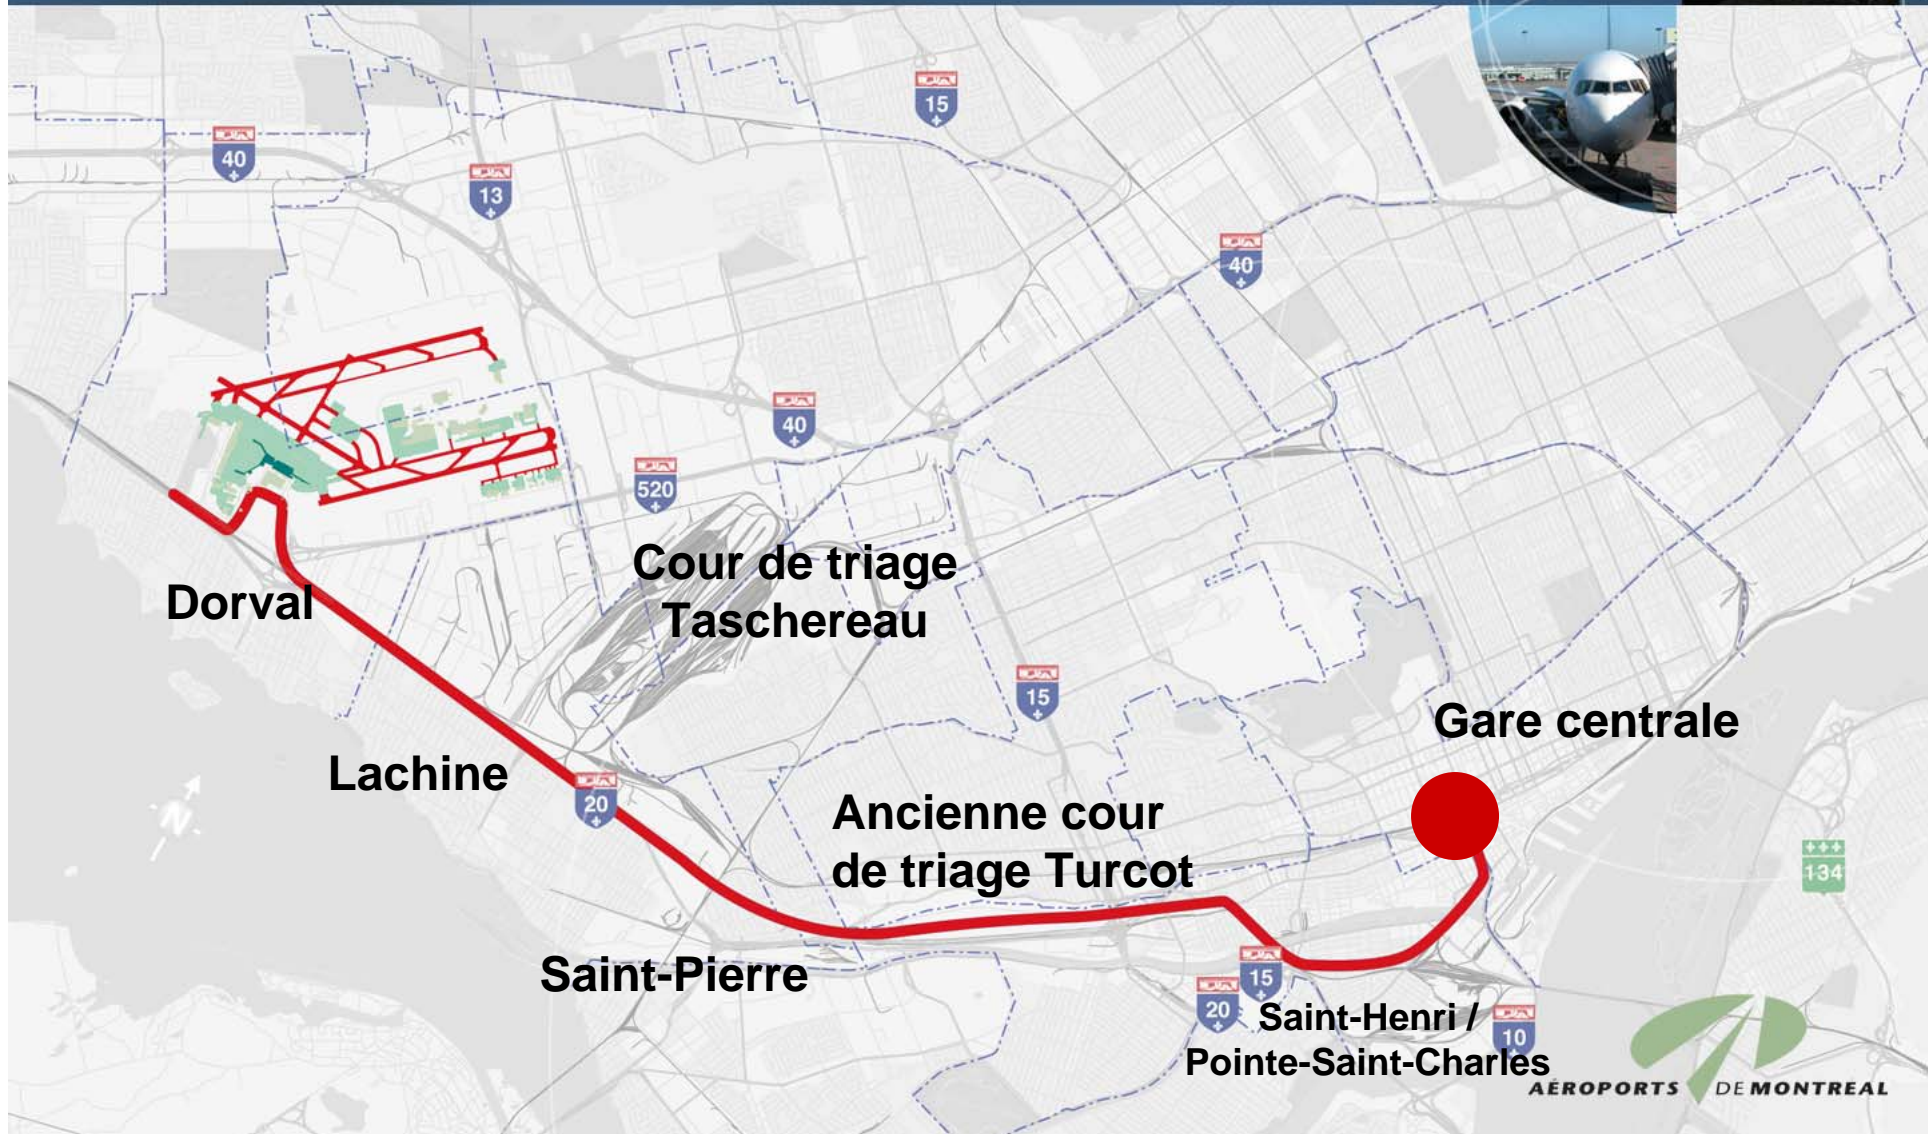 15
40
13
40
40
520
Cour de triage
Taschereau
Dorval
15
Gare centrale
Lachine
20
Ancienne cour
de triage Turcot
N
134
Saint-Pierre
15
20
Saint-Henri /
10
Pointe-Saint-Charles
AÉROPORTS DE MONTRÉAL